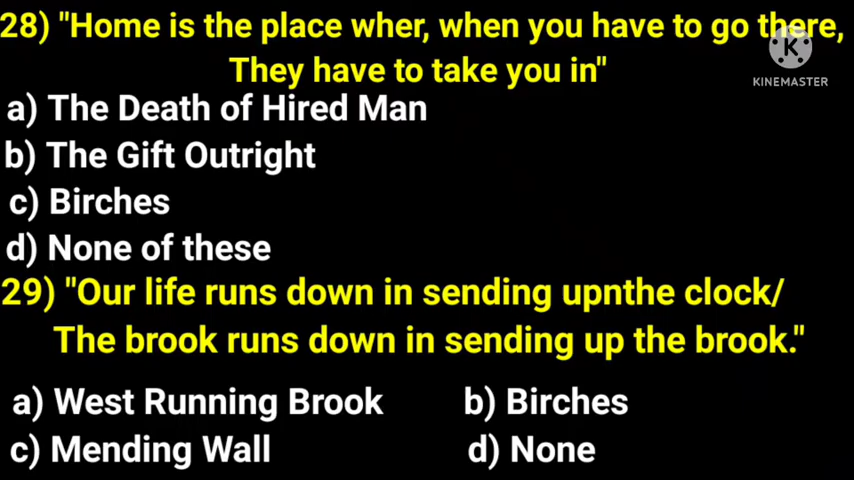 28) "Home is the place wher, when you have to go there,
They have to take you in"
KINEMASTER
a) The Death of Hired Man
b) The Gift Outright
c) Birches
d) None of these
29) "Our life runs down in sending upnthe clock/
The brook runs down in sending up the brook."
a) West Running Brook b) Birches
c) Mending Wall d) None